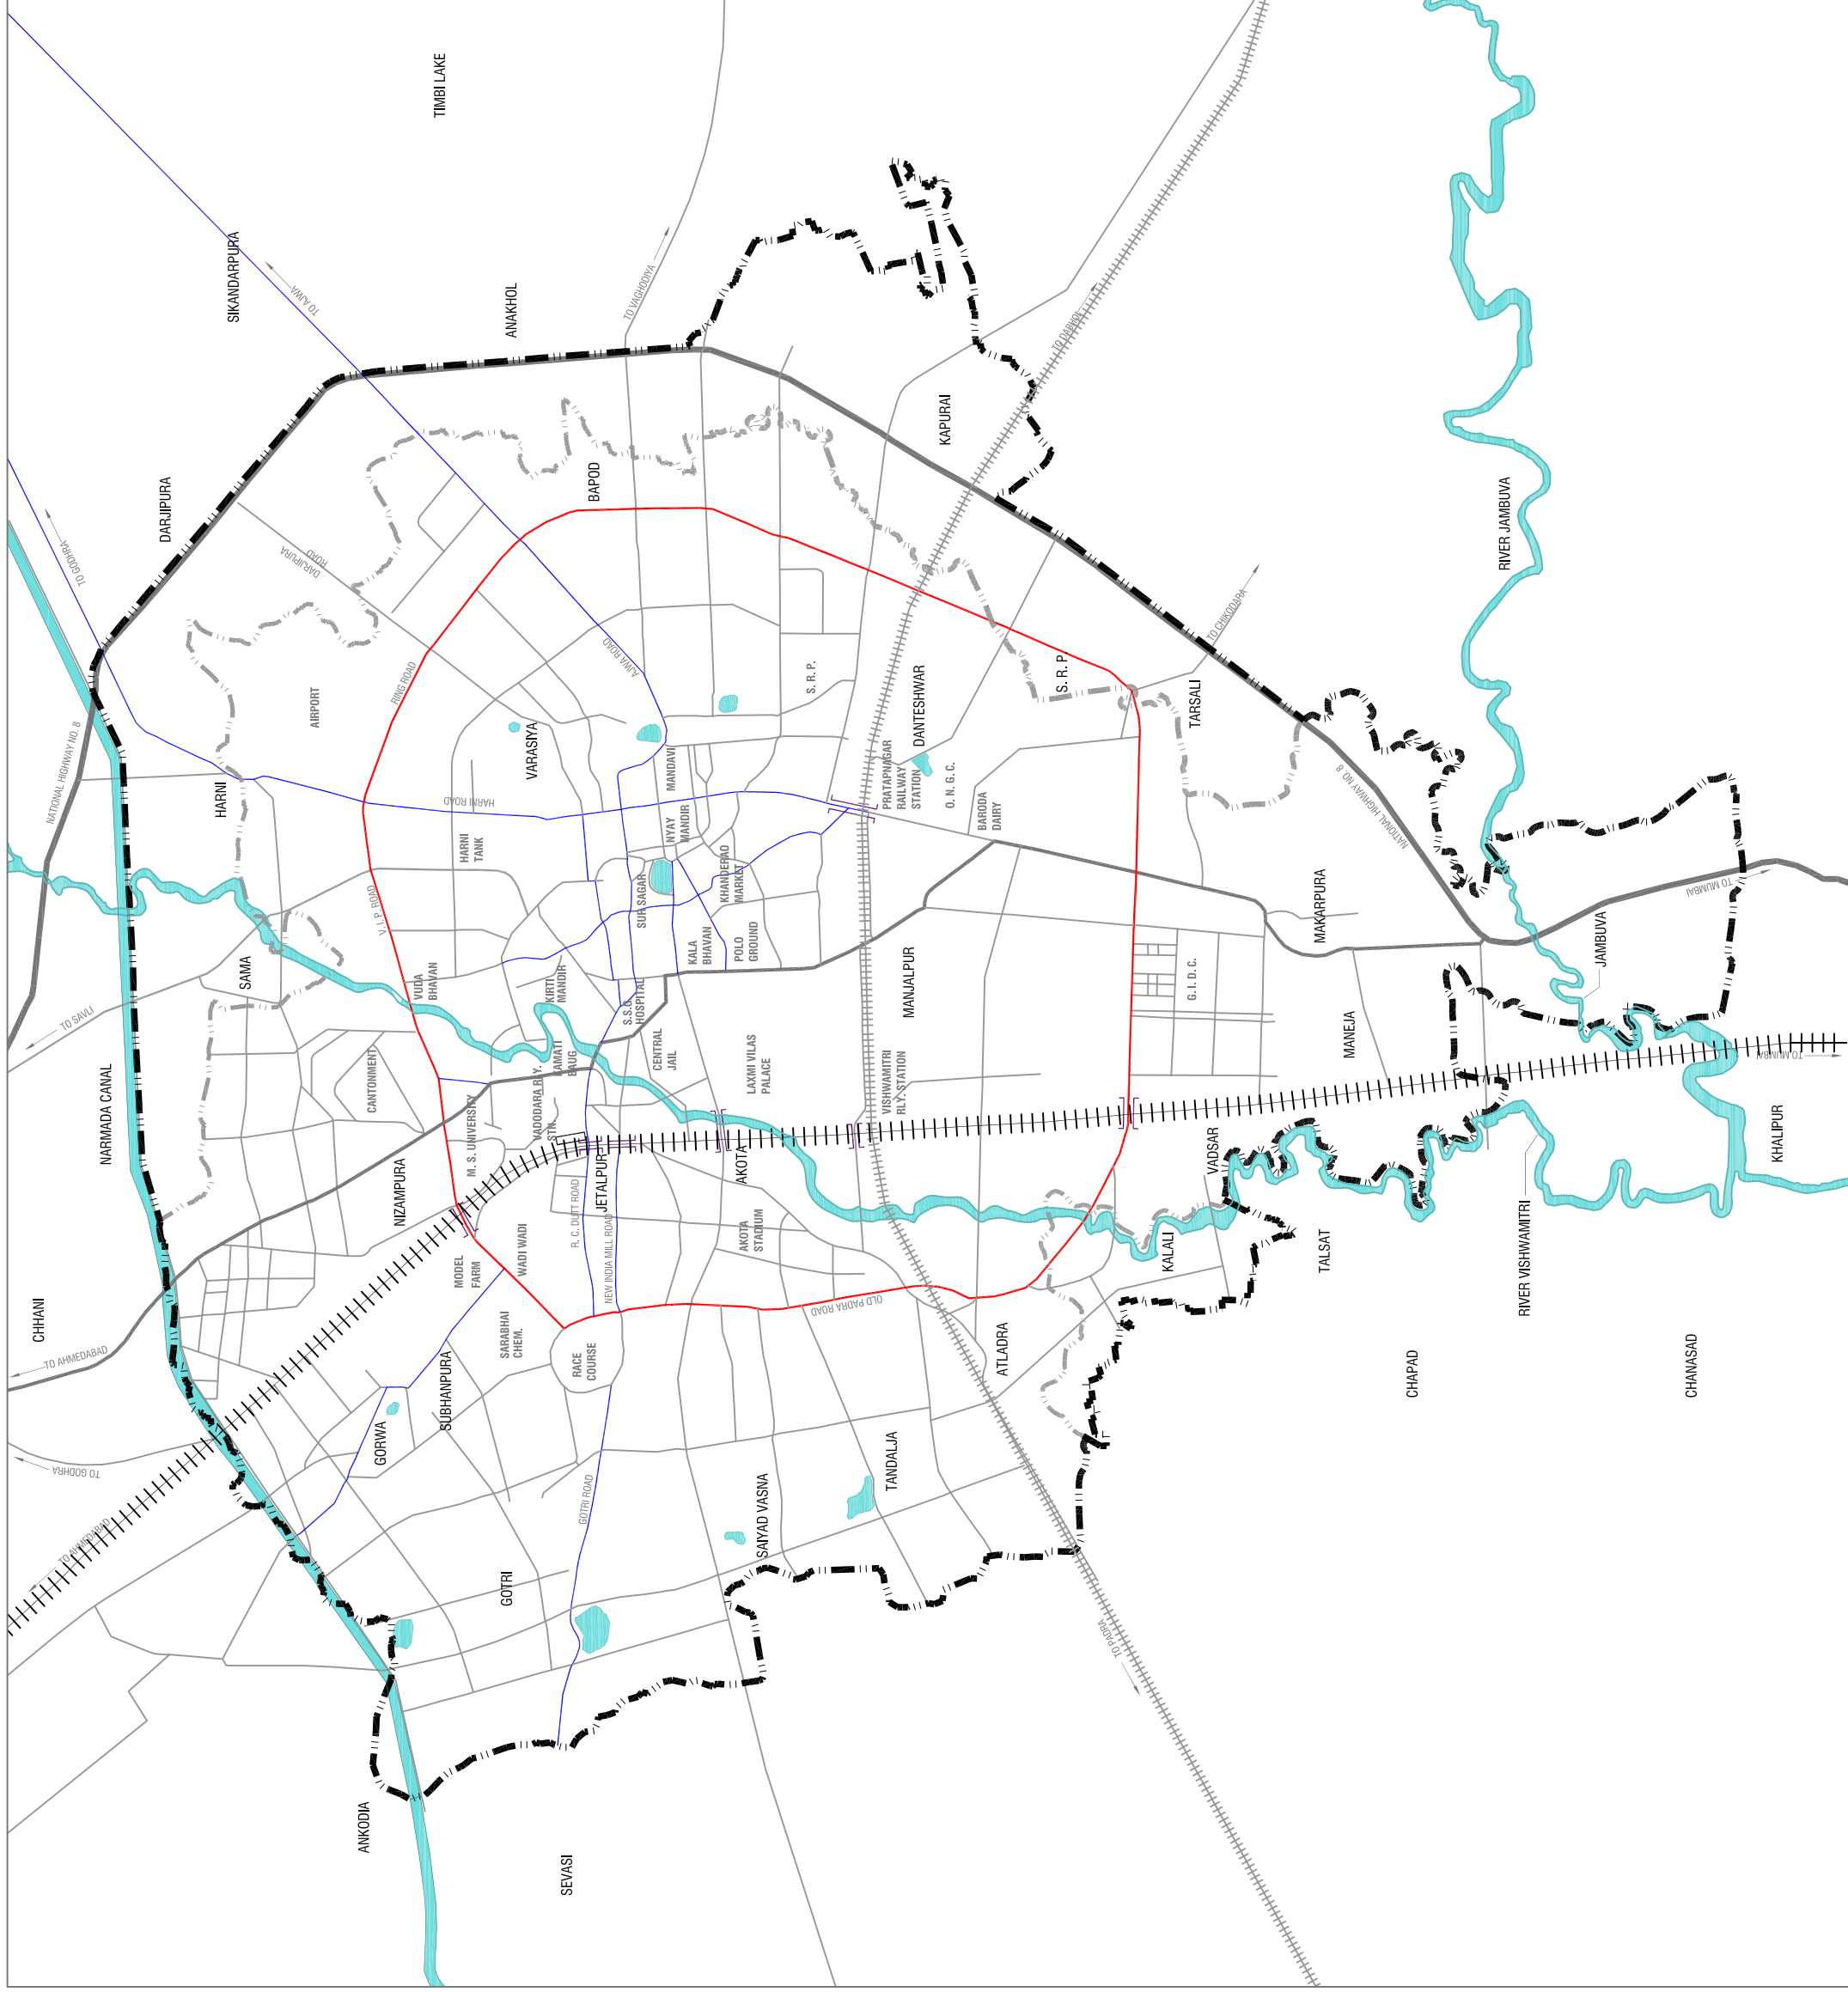 TIMBI LAKE
SIKANDARPURA
TO AJWA
ANAKHOL
TO VAGHODIYA
TO DABHOI
KAPURAI
DARJIPURA
TO GODHRA
DARJIPURA
ROAD
BAPOD
RIVER JAMBUVA
AIRPORT
RING ROAD
AJWA ROAD
S. R. P.
DANTESHWAR
S. R. P.
TARSALI
TO CHIKODARA
NATIONAL HIGHWAY NO. 8
HARNI
HARNI ROAD
VARASIYA
MANDAVI
PRATAPNAGAR
RAILWAY
STATION
O. N. G. C.
BARODA
DAIRY
NATIONAL HIGHWAY NO. 8
HARNI
TANK
NYAY
MANDIR
KHANDERAO
MARKET
SUR SAGAR
V. I. P. ROAD
KALA
BHAVAN
POLO
GROUND
MAKARPURA
TO MUMBAI
JAMBUVA
SAMA
TO SAVLI
VUDA
BHAVAN
KIRTI
MANDIR
S.S.G.
HOSPITAL
MANJALPUR
G. I. D. C.
MANEJA
TO MUMBAI
NARMADA CANAL
CANTONMENT
KAMATI
BAUG
CENTRAL
JAIL
LAXMI VILAS
PALACE
VISHWAMITRI
RLY. STATION
M. S. UNIVERSITY
VADODARA RLY.
STN.
NIZAMPURA
JETALPUR
AKOTA
VADSAR
KHALIPUR
R. C. DUTT ROAD
NEW INDIA MILL ROAD
WADI WADI
MODEL
FARM
AKOTA
STADIUM
KALALI
TALSAT
RIVER VISHWAMITRI
CHHANI
TO AHMEDABAD
SARABHAI
CHEM.
RACE
COURSE
OLD PADRA ROAD
ATLADRA
CHAPAD
CHANASAD
SUBHANPURA
GORWA
TO GODHRA
TO AHMEDABAD
GOTRI ROAD
SAIYAD VASNA
TANDALJA
GOTRI
TO PADRA
ANKODIA
SEVASI